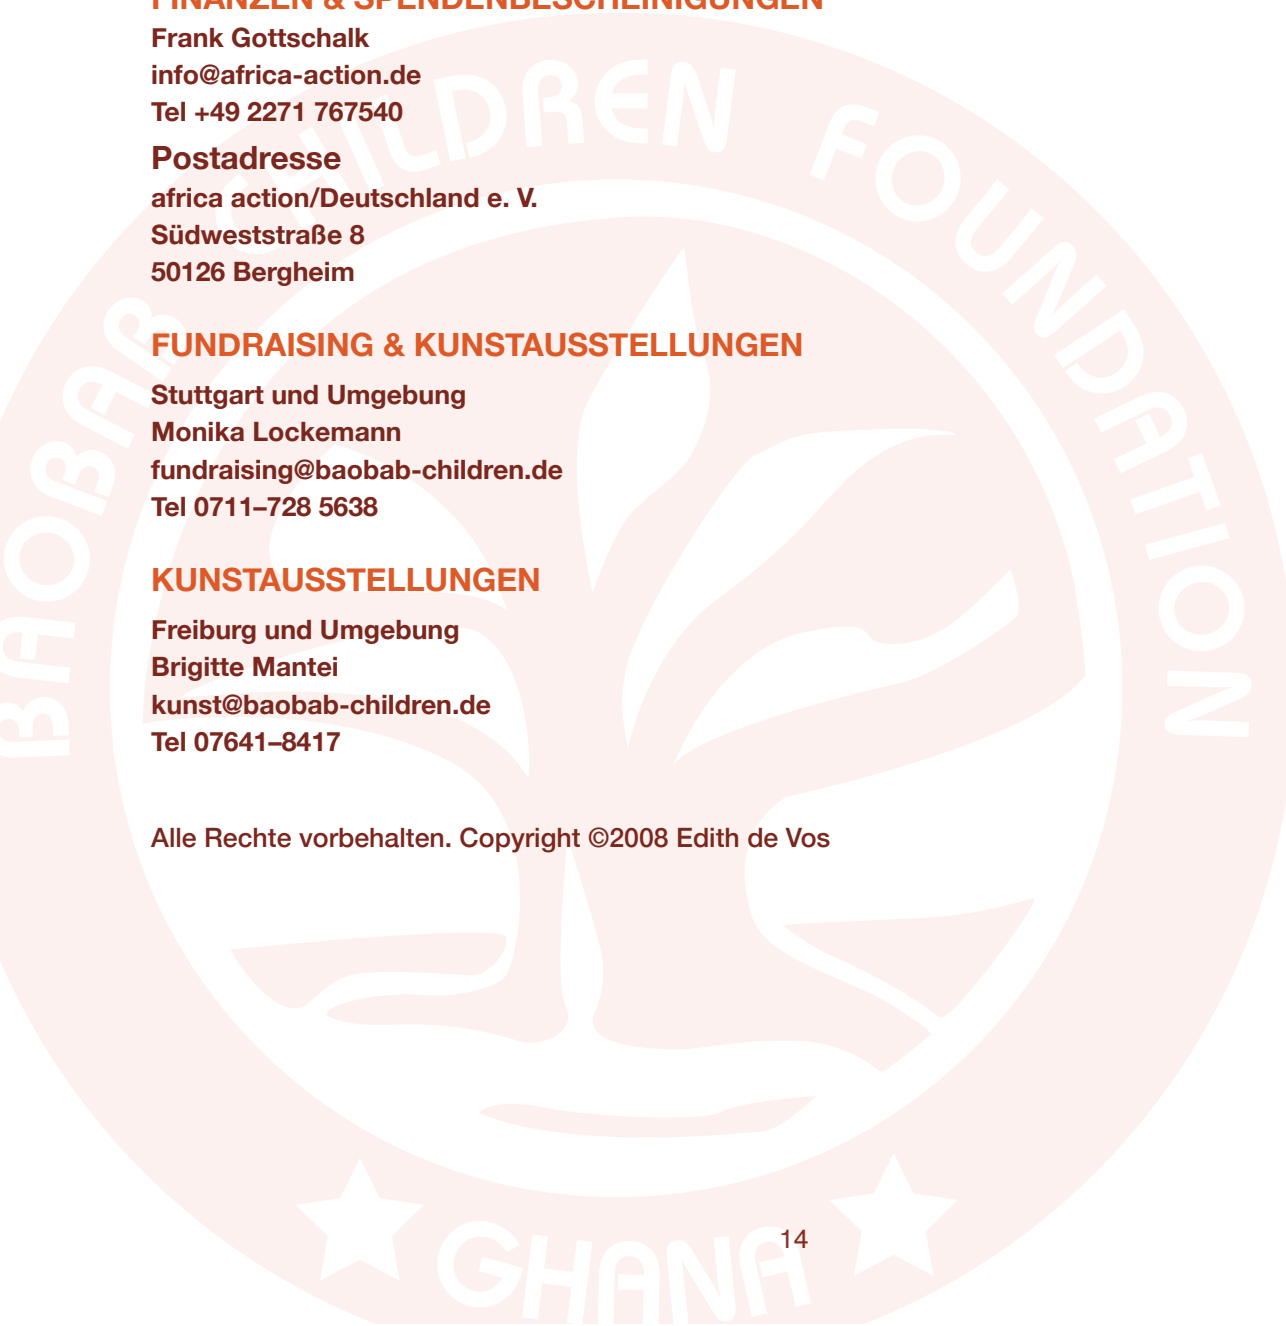 FINANZEN & SPENDENBESCHEINIGUNGEN
Frank Gottschalk
info@africa-action.de
Tel +49 2271 767540
Postadresse
africa action/Deutschland e. V.
Südweststraße 8
50126 Bergheim
FUNDRAISING & KUNSTAUSSTELLUNGEN
Stuttgart und Umgebung
Monika Lockemann
fundraising@baobab-children.de
Tel 0711–728 5638
KUNSTAUSSTELLUNGEN
Freiburg und Umgebung
Brigitte Mantei
kunst@baobab-children.de
Tel 07641–8417
Alle Rechte vorbehalten. Copyright ©2008 Edith de Vos
14
BAOBAB CHILDREN FOUNDATION
GHANA